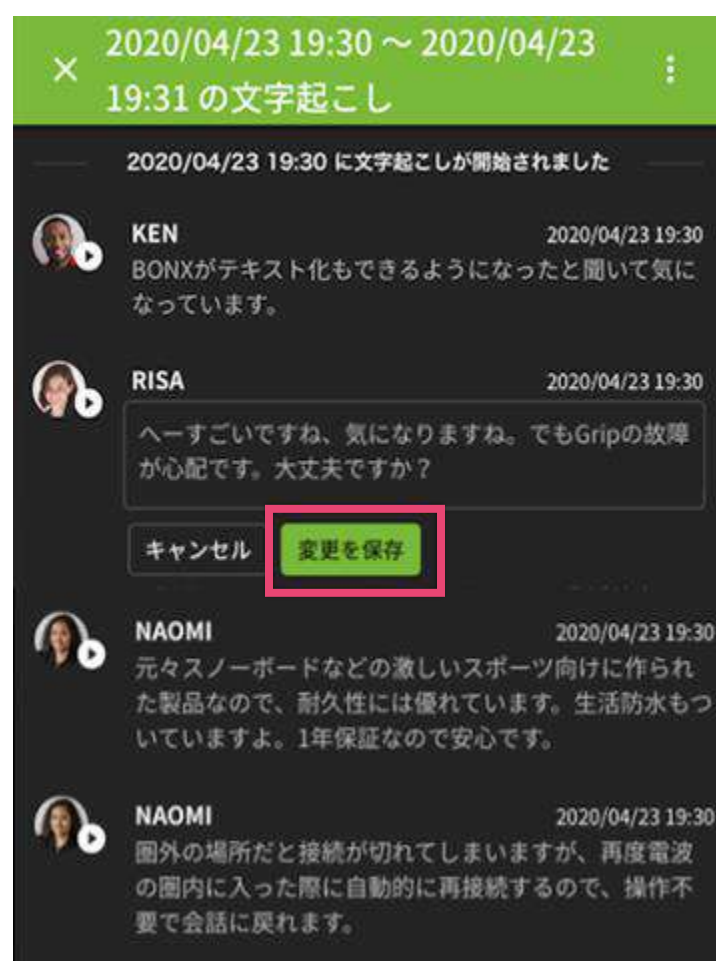 2020/04/23 19:30 ~ 2020/04/23
19:31 の文字起こし
2020/04/23 19:30 に文字起こしが開始されました
KEN 2020/04/23 19:30
BONXがテキスト化もできるようになったと聞いて気に
なっています。
RISA 2020/04/23 19:30
へーすごいですね、気になりますね。でもGripの故障
が心配です。大丈夫ですか？
キャンセル 変更を保存
NAOMI 2020/04/23 19:30
元々スノーボードなどの激しいスポーツ向けに作られ
た製品なので、耐久性には優れています。生活防水もつ
いていますよ。1年保証なので安心です。
NAOMI 2020/04/23 19:30
圏外の場所だと接続が切れてしまいますが、再度電波
の圏内に入った際に自動的に再接続するので、操作不
要で会話に戻れます。